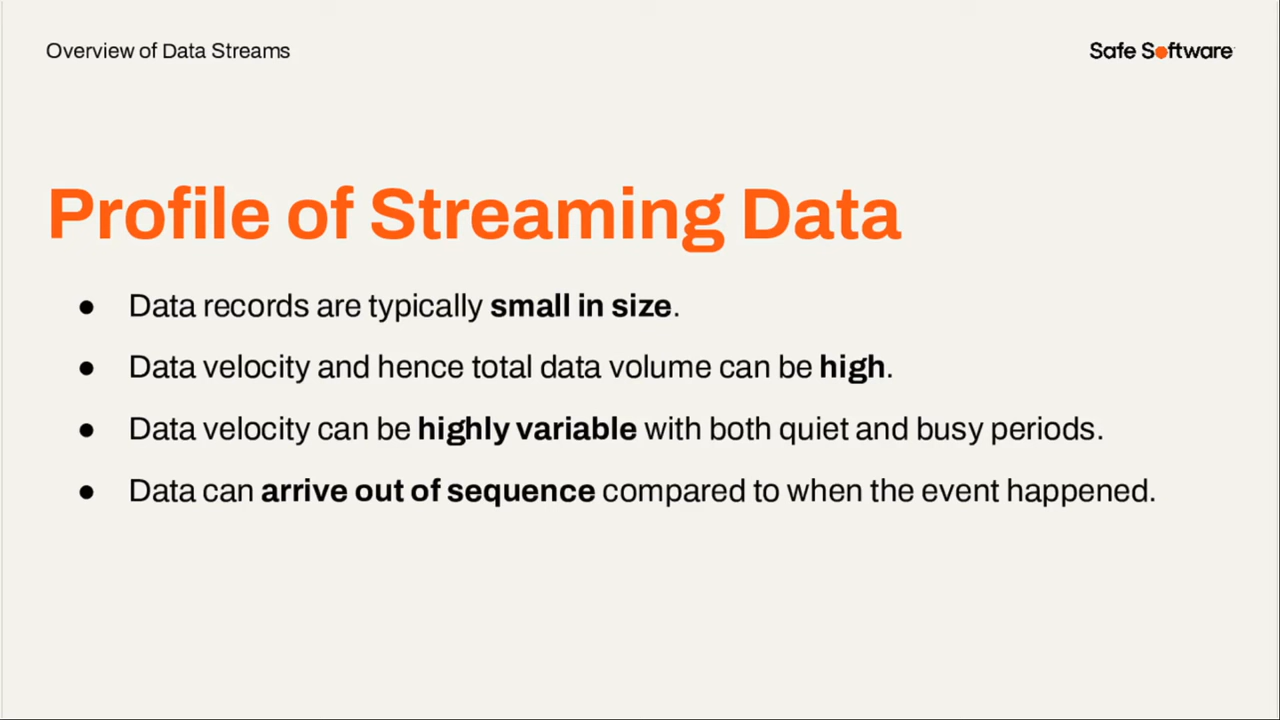 Overview of Data Streams
Safe Software
Profile of Streaming Data
● Data records are typically small in size.
● Data velocity and hence total data volume can be high.
● Data velocity can be highly variable with both quiet and busy periods.
● Data can arrive out of sequence compared to when the event happened.